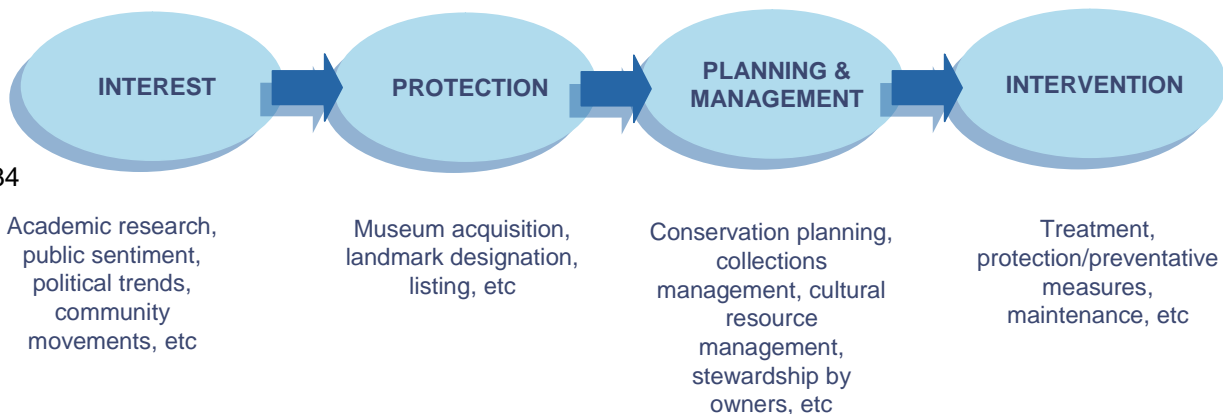 INTEREST
PROTECTION
PLANNING &
MANAGEMENT
INTERVENTION
34
Academic research,
public sentiment,
political trends,
community
movements, etc
Museum acquisition,
landmark designation,
listing, etc
Conservation planning,
collections
management, cultural
resource
management,
stewardship by
owners, etc
Treatment,
protection/preventative
measures,
maintenance, etc